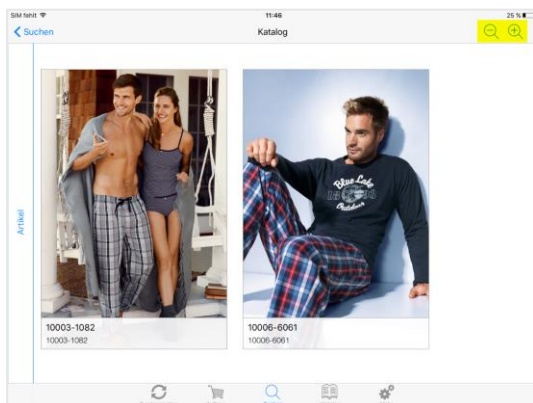 SIM fehlt
11:46
25 %
Suchen
Katalog
Artikel
Blue Lake
Outdoor
10003-1082
10003-1082
10006-6061
10006-6061